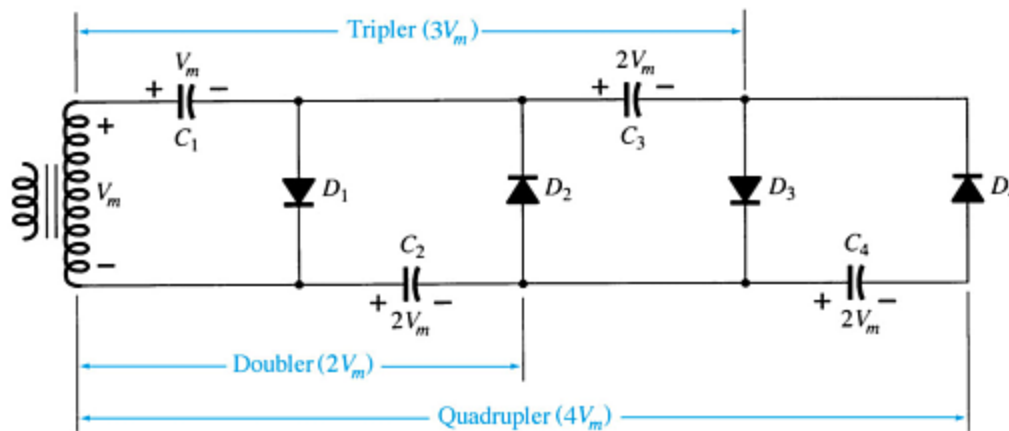 Tripler (3Vm)
Vm
2Vm
+ −
+ −
C1
C3
+
Vm
−
D1
D2
D3
D
C2
C4
+ −
2Vm
+ −
2Vm
Doubler (2Vm)
Quadrupler (4Vm)